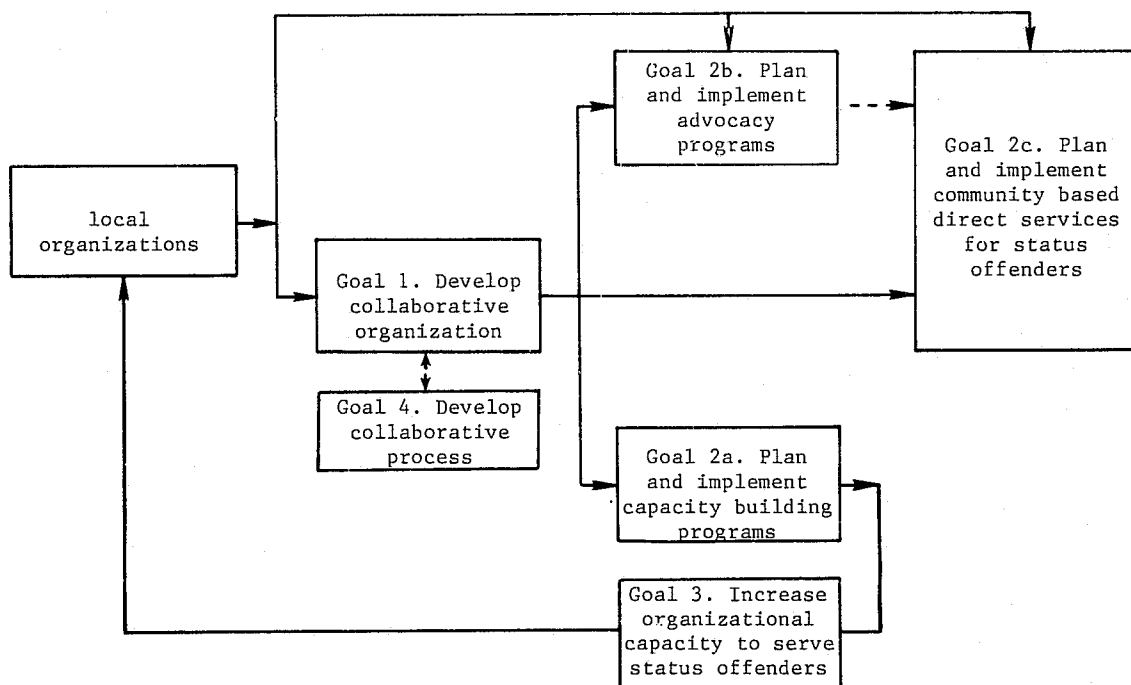 Goal 2b. Plan
and implement
advocacy
programs
Goal 2c. Plan
and implement
community based
direct services
for status
offenders
local
organizations
Goal 1. Develop
collaborative
organization
Goal 4. Develop
collaborative
process
Goal 2a. Plan
and implement
capacity building
programs
Goal 3. Increase
organizational
capacity to serve
status offenders